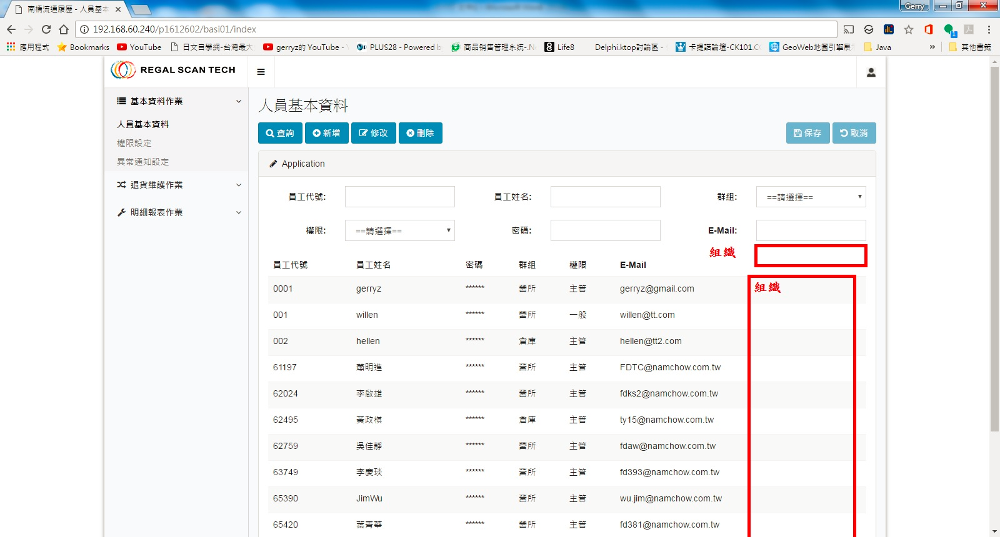 南橋流通履歷 - 人員基本
Gerry
192.168.60.240/p1612602/basi01/index
1
應用程式
Bookmarks
YouTube
日文自學網-台灣最大
gerryz的 YouTube -
PLUS28 - Powered b
商品銷售管理系統-.N
Life8
Delphi.ktop討論區 -
卡提諾論壇-CK101.C
GeoWeb地圖引擎展
Java
»
其他書籤
REGAL SCAN TECH
基本資料作業
人員基本資料
權限設定
異常通知設定
退貨維護作業
明細報表作業
人員基本資料
查詢 新增 修改 刪除 保存 取消
Application
員工代號: 員工姓名: 群組: ==請選擇==
權限: ==請選擇== 密碼: E-Mail:
組織
員工代號 員工姓名 密碼 群組 權限 E-Mail
組織
0001 gerryz ****** 營所 主管 gerryz@gmail.com
001 willen ****** 營所 一般 willen@tt.com
002 hellen ****** 倉庫 主管 hellen@tt2.com
61197 蕭明進 ****** 營所 主管 FDTC@namchow.com.tw
62024 李啟雄 ****** 營所 主管 fdks2@namchow.com.tw
62495 黃政棋 ****** 倉庫 主管 ty15@namchow.com.tw
62759 吳佳靜 ****** 營所 主管 fdaw@namchow.com.tw
63749 李慶琰 ****** 營所 主管 fd393@namchow.com.tw
65390 JimWu ****** 營所 主管 wu.jim@namchow.com.tw
65420 葉青華 ****** 營所 主管 fd381@namchow.com.tw